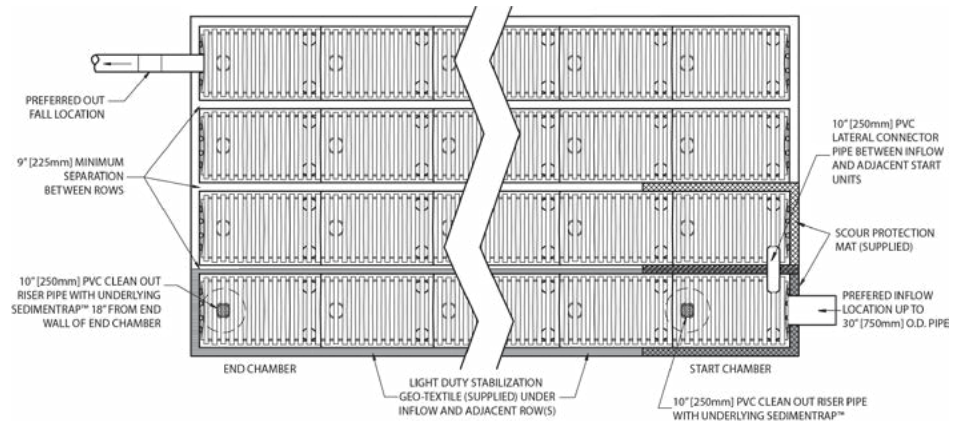 PREFERRED OUT
FALL LOCATION
9" [225mm] MINIMUM
SEPARATION
BETWEEN ROWS
10" [250mm] PVC CLEAN OUT
RISER PIPE WITH UNDERLYING
SEDIMENTRAP™ 18" FROM END
WALL OF END CHAMBER
10" [250mm] PVC
LATERAL CONNECTOR
PIPE BETWEEN INFLOW
AND ADJACENT START
UNITS
SCOUR PROTECTION
MAT (SUPPLIED)
PREFERED INFLOW
LOCATION UP TO
30" [750mm] O.D. PIPE
END CHAMBER
LIGHT DUTY STABILIZATION
GEO-TEXTILE (SUPPLIED) UNDER
INFLOW AND ADJACENT ROW(S)
START CHAMBER
10" [250mm] PVC CLEAN OUT RISER PIPE
WITH UNDERLYING SEDIMENTRAP™